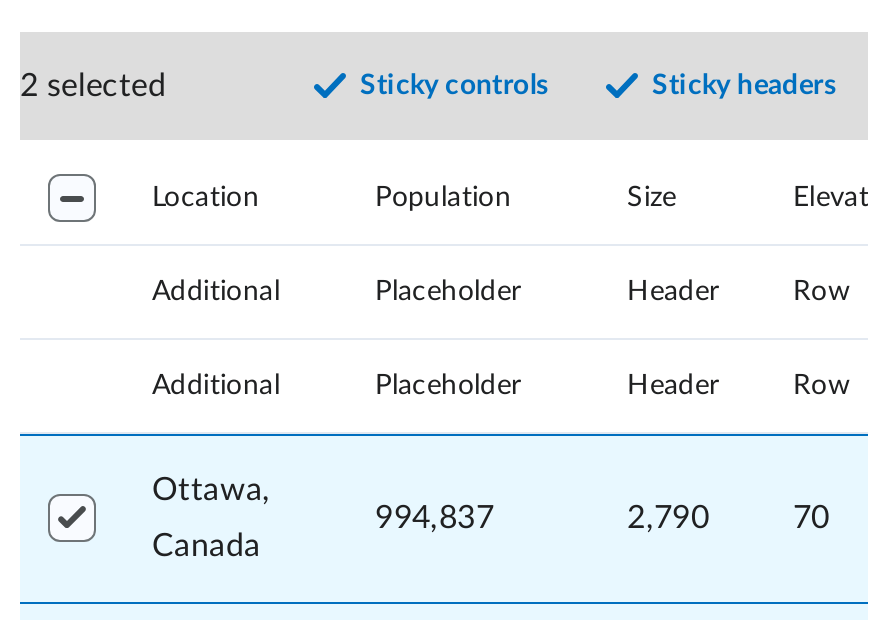 2 selected Sticky controls Sticky headers
Location Population Size Elevat
Additional Placeholder Header Row
Additional Placeholder Header Row
Ottawa,
Canada 994,837 2,790 70